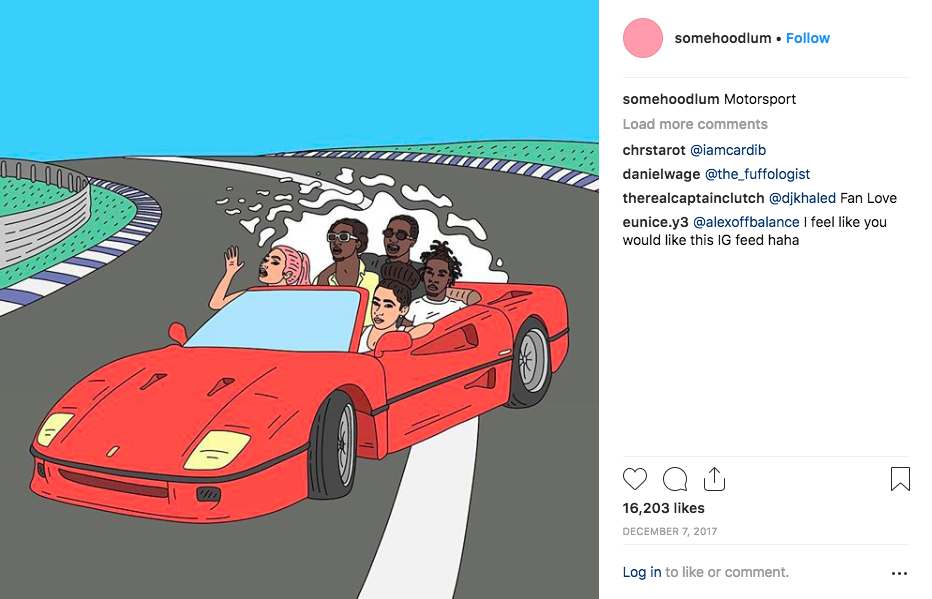 somehoodlum • Follow
somehoodlum Motorsport
Load more comments
chrstarot @iamcardib
danielwage @the_fuffologist
therealcaptainclutch @djkhaled Fan Love
eunice.y3 @alexoffbalance I feel like you
would like this IG feed haha
16,203 likes
DECEMBER 7, 2017
Log in to like or comment.